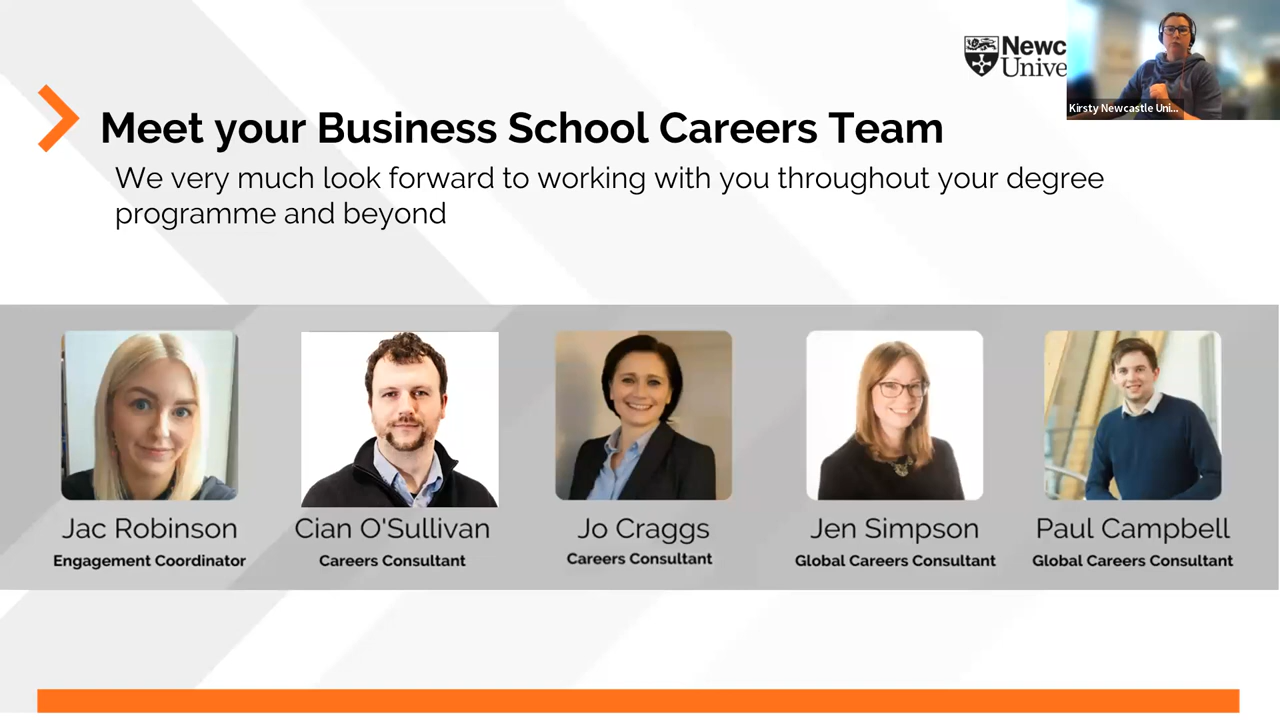 Newc
Unive
Kirsty Newcastle Uni...
Meet your Business School Careers Team
We very much look forward to working with you throughout your degree
programme and beyond
Jac Robinson
Engagement Coordinator
Cian O'Sullivan
Careers Consultant
Jo Craggs
Careers Consultant
Jen Simpson
Global Careers Consultant
Paul Campbell
Global Careers Consultant